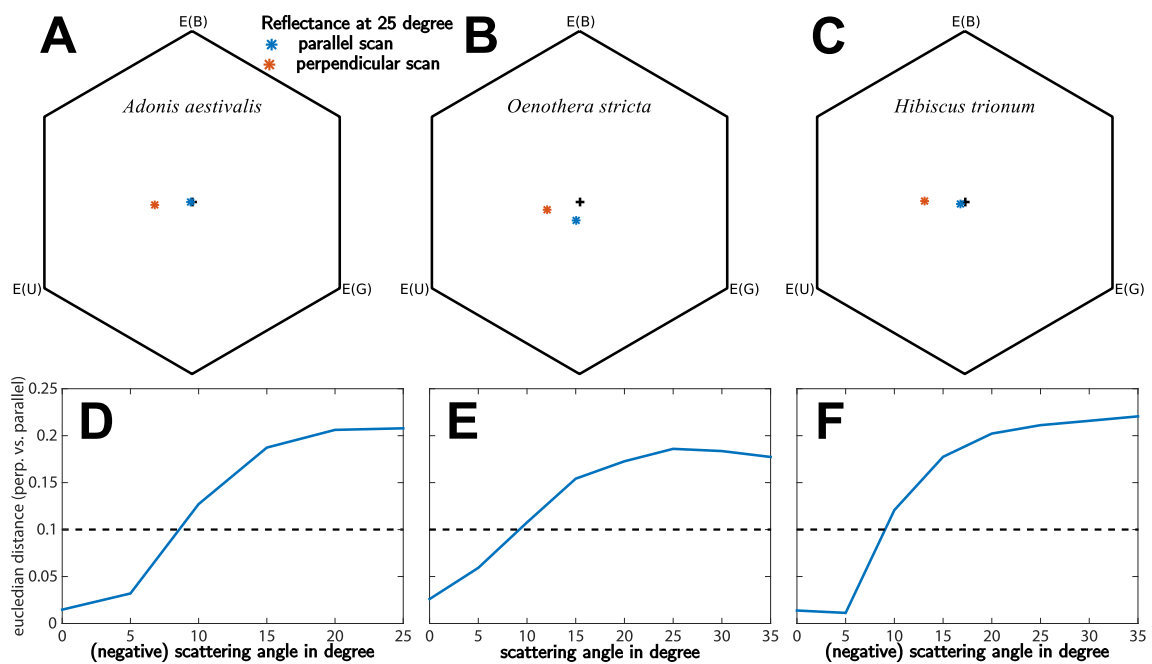 A
E(B)
Reflectance at 25 degree
parallel scan
perpendicular scan
Adonis aestivalis
E(U)
E(G)
B
E(B)
Oenothera stricta
E(U)
E(G)
C
E(B)
Hibiscus trionum
E(U)
E(G)
eucledian distance (perp. vs. parallel)
0.25
0.2
0.15
0.1
0.05
0
D
0 5 10 15 20 25
(negative) scattering angle in degree
E
0 5 10 15 20 25 30 35
scattering angle in degree
F
0 5 10 15 20 25 30 35
(negative) scattering angle in degree